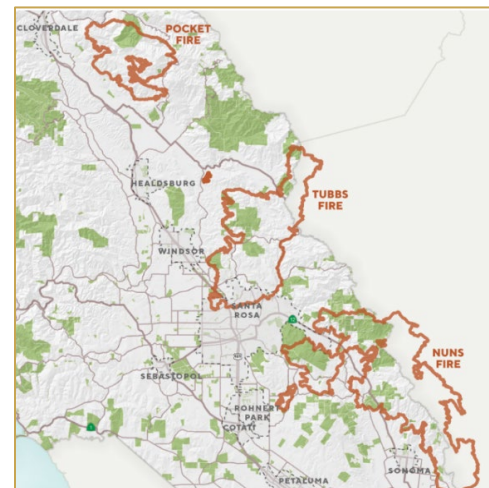 CLOVERDALE
POCKET
FIRE
HEALDSBURG
TUBBS
FIRE
WINDSOR
SANTA
ROSA
NUNS
FIRE
SEBASTOPOL
ROHNERT
PARK
COTATI
SONOMA
PETALUMA